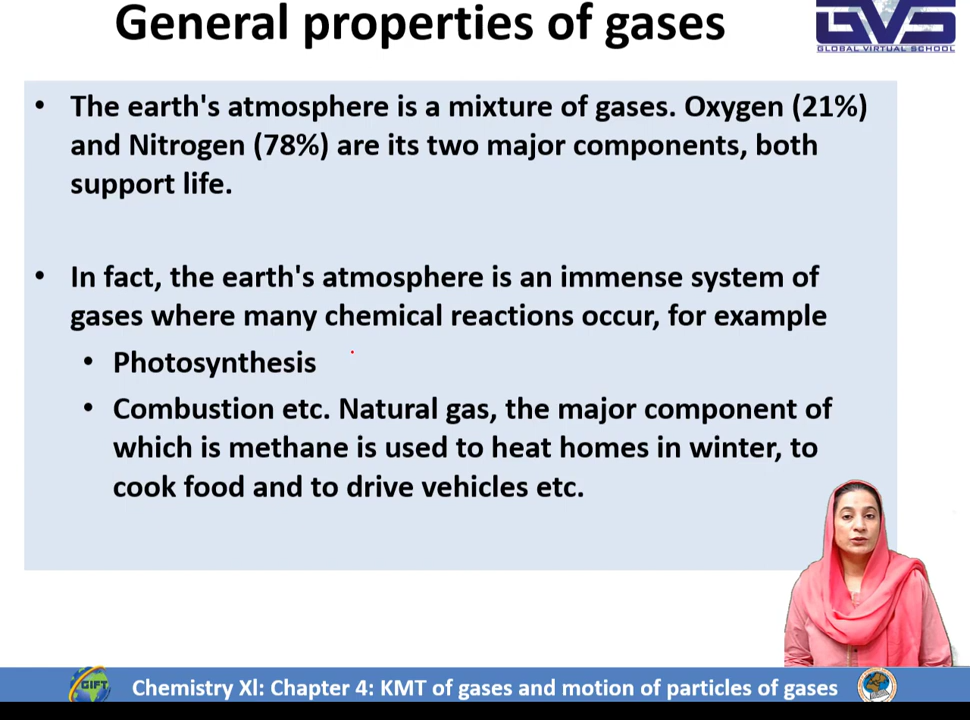 General properties of gases
GVS
GLOBAL VIRTUAL SCHOOL
• The earth's atmosphere is a mixture of gases. Oxygen (21%)
and Nitrogen (78%) are its two major components, both
support life.
• In fact, the earth's atmosphere is an immense system of
gases where many chemical reactions occur, for example
• Photosynthesis
• Combustion etc. Natural gas, the major component of
which is methane is used to heat homes in winter, to
cook food and to drive vehicles etc.
GIFT
Chemistry Xl: Chapter 4: KMT of gases and motion of particles of gases